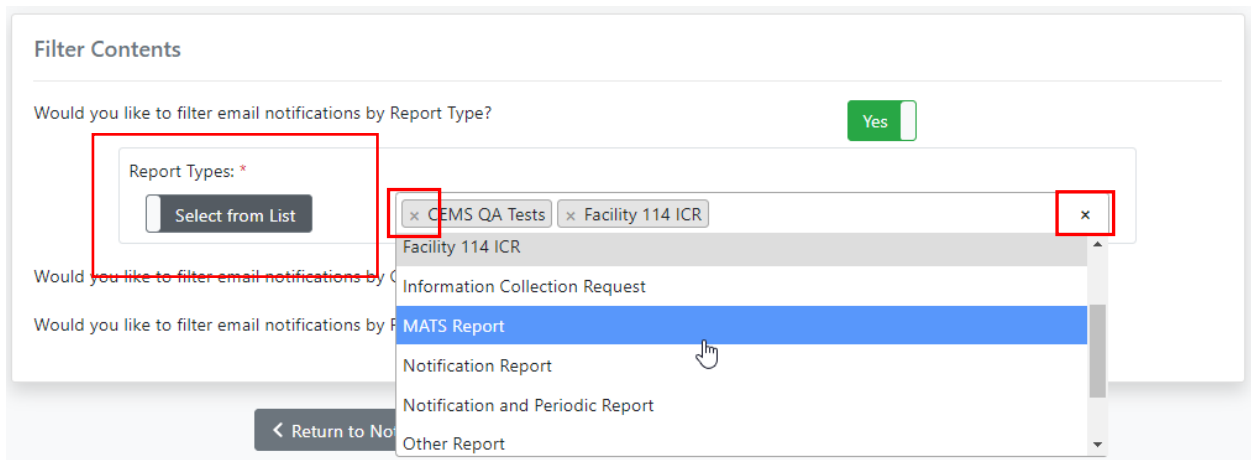 Filter Contents
Would you like to filter email notifications by Report Type?
Yes
Report Types: *
Select from List
× CEMS QA Tests × Facility 114 ICR ×
Facility 114 ICR
Would you like to filter email notifications by
Information Collection Request
Would you like to filter email notifications by
MATS Report
Notification Report
Notification and Periodic Report
Return to
Other Report